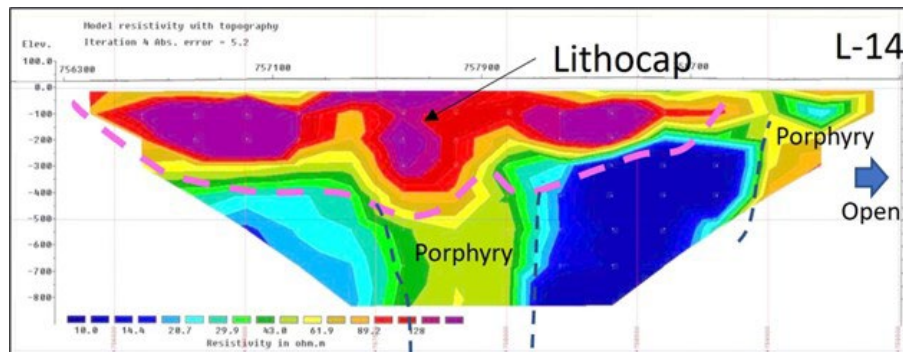 Model resistivity with topography
Iteration 4 Abs. error = 5.2
L-14
Elev.
Lithocap
100.0
756300 757100 757900
0.0
-100
Porphyry
-200
-300
-400
Open
-500
Porphyry
-600
-700
-800
10.0 14.4 20.7 29.9 43.0 61.9 89.2 128
Resistivity in ohm.m